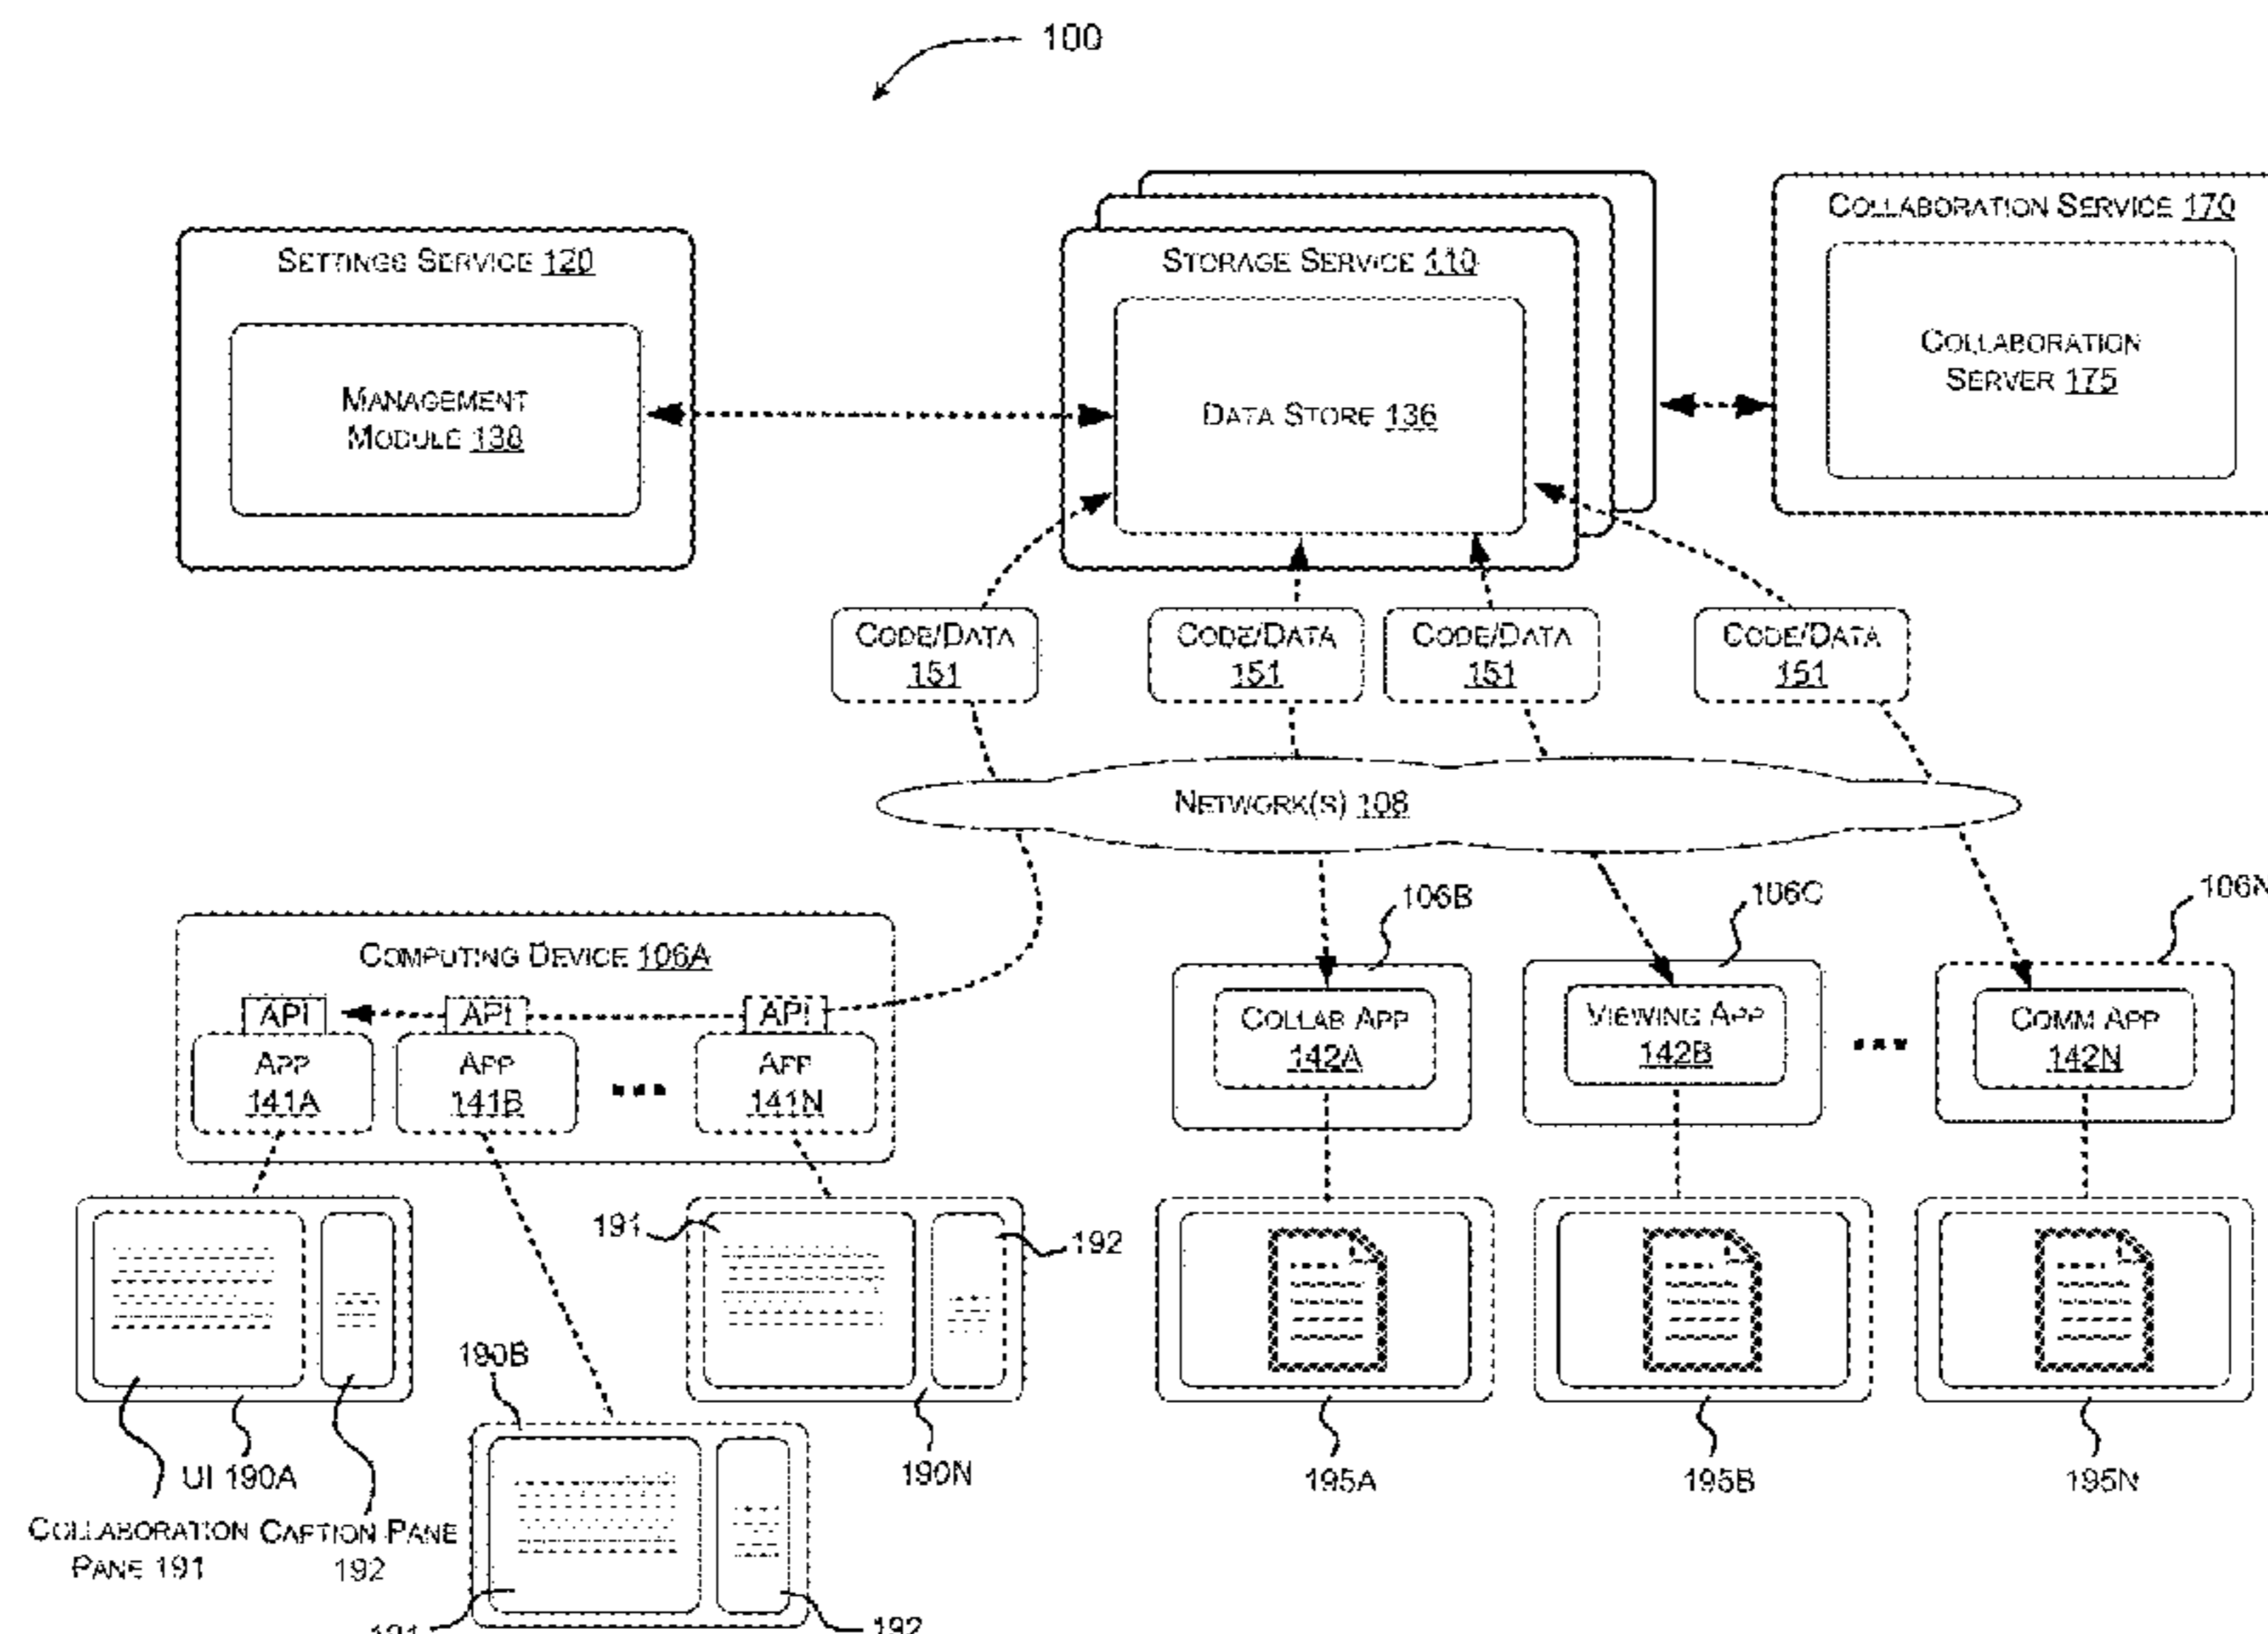 100
COLLABORATION SERVICE 170
SETTINGS SERVICE 120
STORAGE SERVICE 110
COLLABORATION
SERVER 175
MANAGEMENT
MODULE 138
DATA STORE 136
CODE/DATA
151
CODE/DATA
151
CODE/DATA
151
CODE/DATA
151
NETWORK(S) 108
106B
106C
106N
COMPUTING DEVICE 106A
API
API
API
APP
141A
APP
141B
APP
141N
COLLAB APP
142A
VIEWING APP
142B
COMM APP
142N
191
192
190B
UI 190A
190N
195A
195B
195N
COLLABORATION
PANE 191
CAPTION PANE
192
191
192